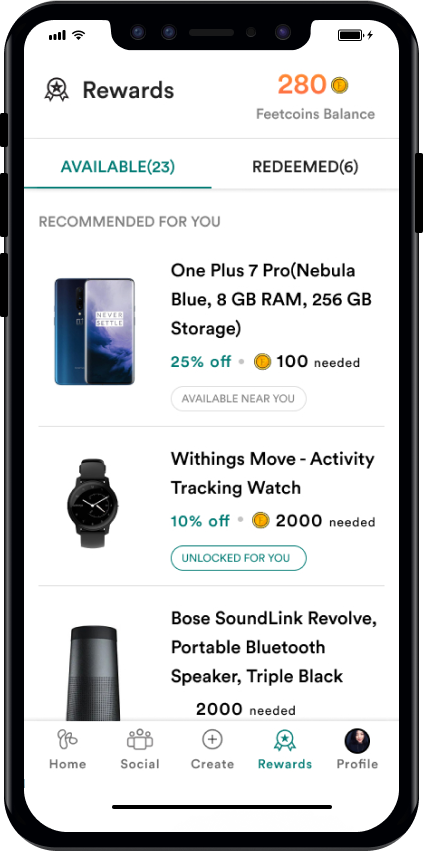 Rewards
280
Feetcoins Balance
AVAILABLE(23)
REDEEMED(6)
RECOMMENDED FOR YOU
One Plus 7 Pro(Nebula
Blue, 8 GB RAM, 256 GB
Storage)
NEVER
SETTLE
25% off • 100 needed
AVAILABLE NEAR YOU
Withings Move - Activity
Tracking Watch
10% off • 2000 needed
UNLOCKED FOR YOU
Bose SoundLink Revolve,
Portable Bluetooth
Speaker, Triple Black
2000 needed
Home
Social
Create
Rewards
Profile